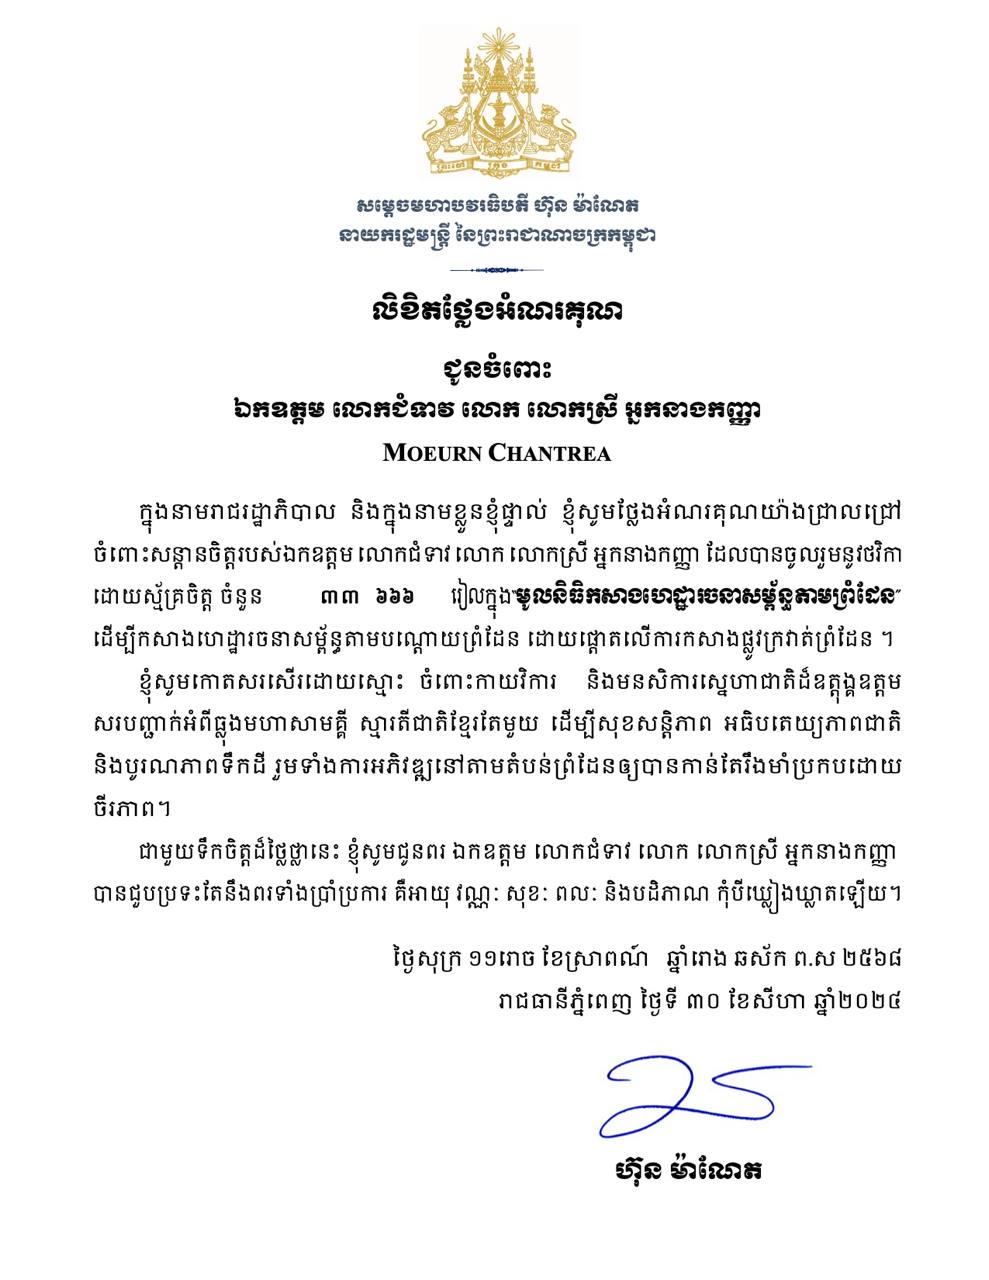 ព្រះចៅ ក្រុង កម្ពុជា
សម្តេចមហាបវរធិបតី ហ៊ុន ម៉ាណែត
នាយករដ្ឋមន្ត្រី នៃព្រះរាជាណាចក្រកម្ពុជា
លិខិតថ្លែងអំណរគុណ
ជូនចំពោះ
ឯកឧត្តម លោកជំទាវ លោក លោកស្រី អ្នកនាងកញ្ញា
MOEURN CHANTREA
ក្នុងនាមរាជរដ្ឋាភិបាល និងក្នុងនាមខ្លួនខ្ញុំផ្ទាល់ ខ្ញុំសូមថ្លែងអំណរគុណយ៉ាងជ្រាលជ្រៅ
ចំពោះសន្តានចិត្តរបស់ឯកឧត្តម លោកជំទាវ លោក លោកស្រី អ្នកនាងកញ្ញា ដែលបានចូលរួមនូវថវិកា
ដោយស្ម័គ្រចិត្ត ចំនួន ៣៣ ៦៦៦ រៀលក្នុង“មូលនិធិកសាងហេដ្ឋារចនាសម្ព័ន្ធតាមព្រំដែន”
ដើម្បីកសាងហេដ្ឋារចនាសម្ព័ន្ធតាមបណ្តោយព្រំដែន ដោយផ្តោតលើការកសាងផ្លូវក្រវាត់ព្រំដែន ។
ខ្ញុំសូមកោតសរសើរដោយស្មោះ ចំពោះកាយវិការ និងមនសិការស្នេហាជាតិដ៏ឧត្តុង្គឧត្តម
សរបញ្ជាក់អំពីធ្លុងមហាសាមគ្គី ស្មារតីជាតិខ្មែរតែមួយ ដើម្បីសុខសន្តិភាព អធិបតេយ្យភាពជាតិ
និងបូរណភាពទឹកដី រួមទាំងការអភិវឌ្ឍនៅតាមតំបន់ព្រំដែនឲ្យបានកាន់តែរឹងមាំប្រកបដោយ
ចីរភាព។
ជាមួយទឹកចិត្តដ៏ថ្លៃថ្លានេះ ខ្ញុំសូមជូនពរ ឯកឧត្តម លោកជំទាវ លោក លោកស្រី អ្នកនាងកញ្ញា
បានជួបប្រទះតែនឹងពរទាំងប្រាំប្រការ គឺអាយុ វណ្ណៈ សុខៈ ពលៈ និងបដិភាណ កុំបីឃ្លៀងឃ្លាតឡើយ។
ថ្ងៃសុក្រ ១១រោច ខែស្រាពណ៍ ឆ្នាំរោង ឆស័ក ព.ស ២៥៦៨
រាជធានីភ្នំពេញ ថ្ងៃទី ៣០ ខែសីហា ឆ្នាំ២០២៤
ហ៊ុន ម៉ាណែត